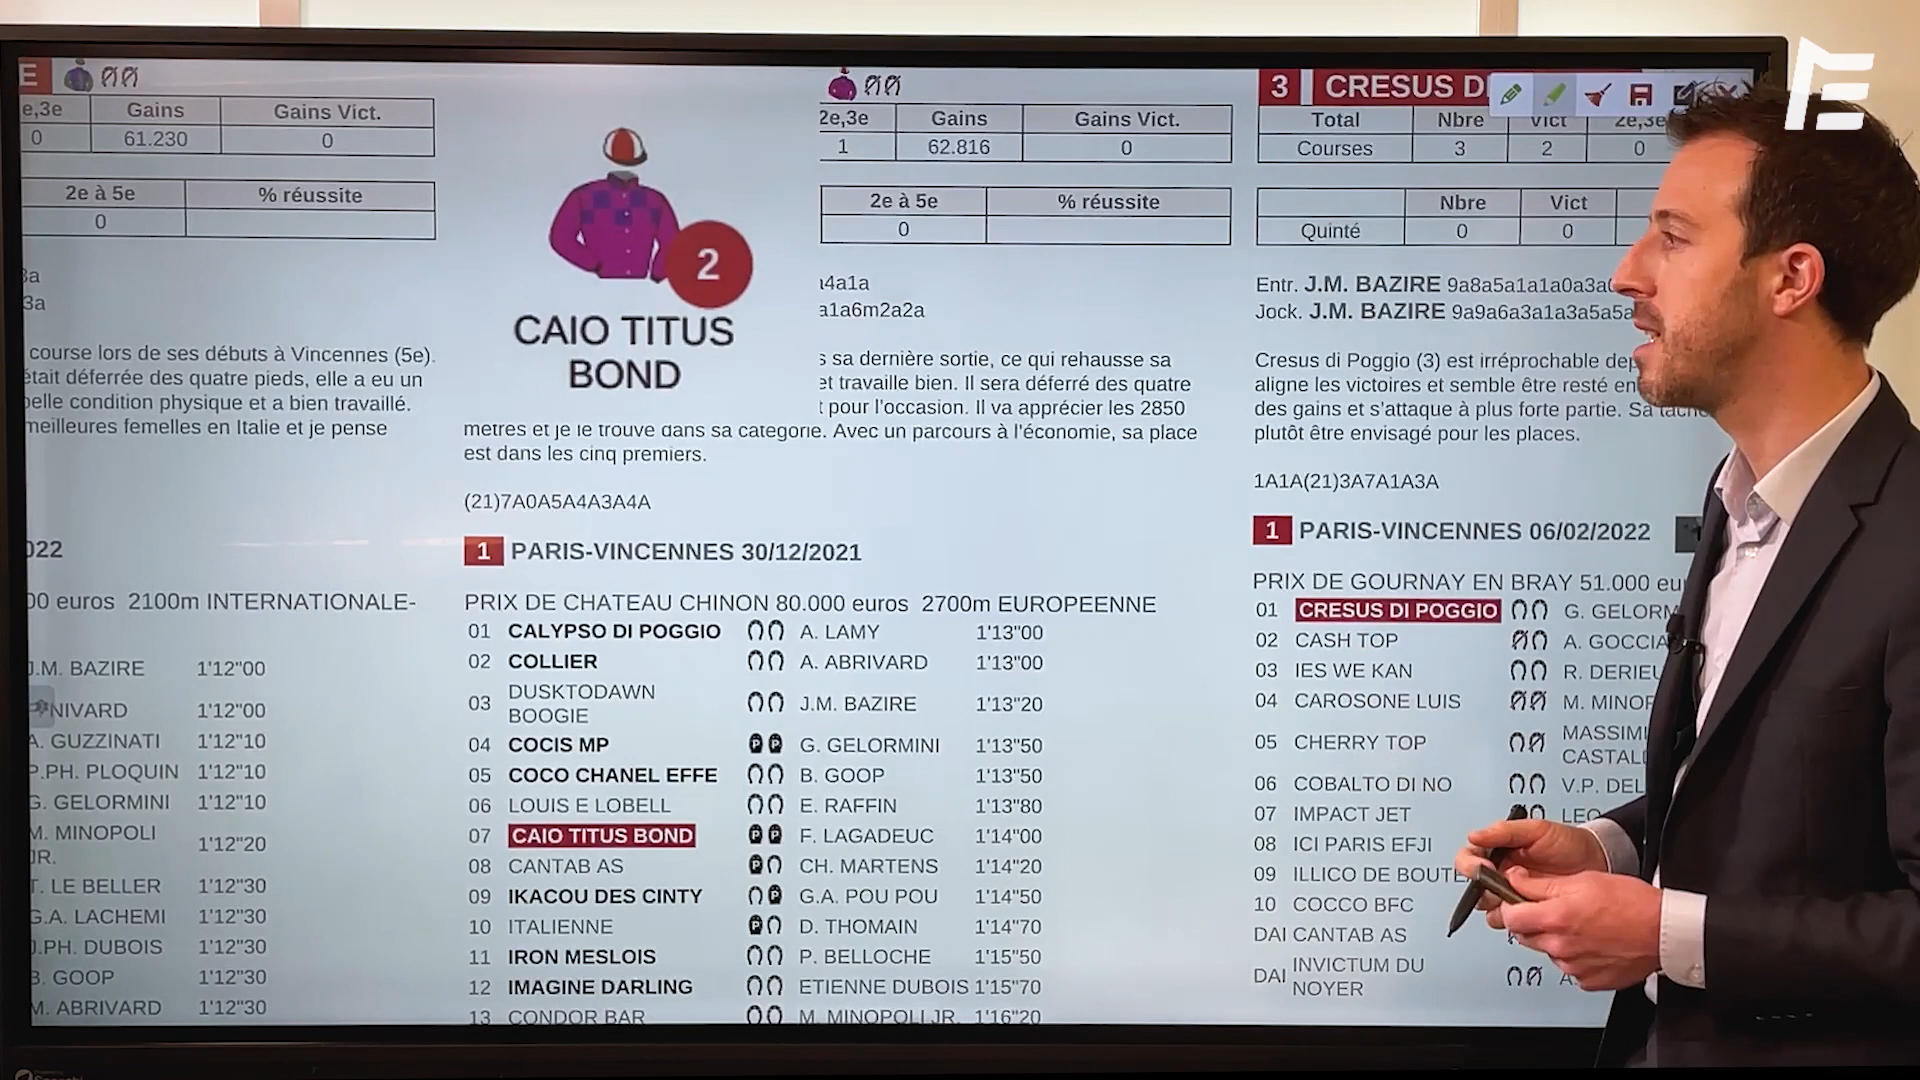 E
e,3e Gains Gains Vict.
0 61.230 0
2e à 5e % réussite
0
3a
3a
course lors de ses débuts à Vincennes (5e).
était déferrée des quatre pieds, elle a eu un
belle condition physique et a bien travaillé.
meilleures femelles en Italie et je pense
022
00 euros 2100m INTERNATIONALE-
J.M. BAZIRE 1'12"00
NIVARD 1'12"00
A. GUZZINATI 1'12"10
P.PH. PLOQUIN 1'12"10
G. GELORMINI 1'12"10
M. MINOPOLI
JR. 1'12"20
T. LE BELLER 1'12"30
G.A. LACHEMI 1'12"30
J.PH. DUBOIS 1'12"30
B. GOOP 1'12"30
M. ABRIVARD 1'12"30
2
CAIO TITUS
BOND
2e,3e Gains Gains Vict.
1 62.816 0
2e à 5e % réussite
0
4a1a
a1a6m2a2a
s sa dernière sortie, ce qui rehausse sa
et travaille bien. Il sera déferré des quatre
t pour l'occasion. Il va apprécier les 2850
mètres et je le trouve dans sa catégorie. Avec un parcours à l'économie, sa place
est dans les cinq premiers.
(21)7A0A5A4A3A4A
1 PARIS-VINCENNES 30/12/2021
PRIX DE CHATEAU CHINON 80.000 euros 2700m EUROPEENNE
01 CALYPSO DI POGGIO A. LAMY 1'13"00
02 COLLIER A. ABRIVARD 1'13"00
03 DUSKTODAWN
BOOGIE J.M. BAZIRE 1'13"20
04 COCIS MP P P G. GELORMINI 1'13"50
05 COCO CHANEL EFFE B. GOOP 1'13"50
06 LOUIS E LOBELL E. RAFFIN 1'13"80
07 CAIO TITUS BOND P P F. LAGADEUC 1'14"00
08 CANTAB AS P CH. MARTENS 1'14"20
09 IKACOU DES CINTY P G.A. POU POU 1'14"50
10 ITALIENNE P D. THOMAIN 1'14"70
11 IRON MESLOIS P. BELLOCHE 1'15"50
12 IMAGINE DARLING ETIENNE DUBOIS 1'15"70
13 CONDOR BAR M. MINOPOLI JR. 1'16"20
3 CRESUS D
Total Nbre Vict 2e,3e
Courses 3 2 0
Nbre Vict
Quinté 0 0
Entr. J.M. BAZIRE 9a8a5a1a1a0a3a
Jock. J.M. BAZIRE 9a9a6a3a1a3a5a5a
Cresus di Poggio (3) est irréprochable dep
aligne les victoires et semble être resté en
des gains et s'attaque à plus forte partie. Sa tâche
plutôt être envisagé pour les places.
1A1A(21)3A7A1A3A
1 PARIS-VINCENNES 06/02/2022
PRIX DE GOURNAY EN BRAY 51.000 eu
01 CRESUS DI POGGIO G. GELORM
02 CASH TOP A. GOCCIA
03 IES WE KAN R. DERIEU
04 CAROSONE LUIS M. MINOP
05 CHERRY TOP MASSIMI
CASTAL
06 COBALTO DI NO V.P. DEL
07 IMPACT JET LEO
08 ICI PARIS EFJI
09 ILLICO DE BOUTE
10 COCCO BFC
DAI CANTAB AS
DAI INVICTUM DU
NOYER A
E